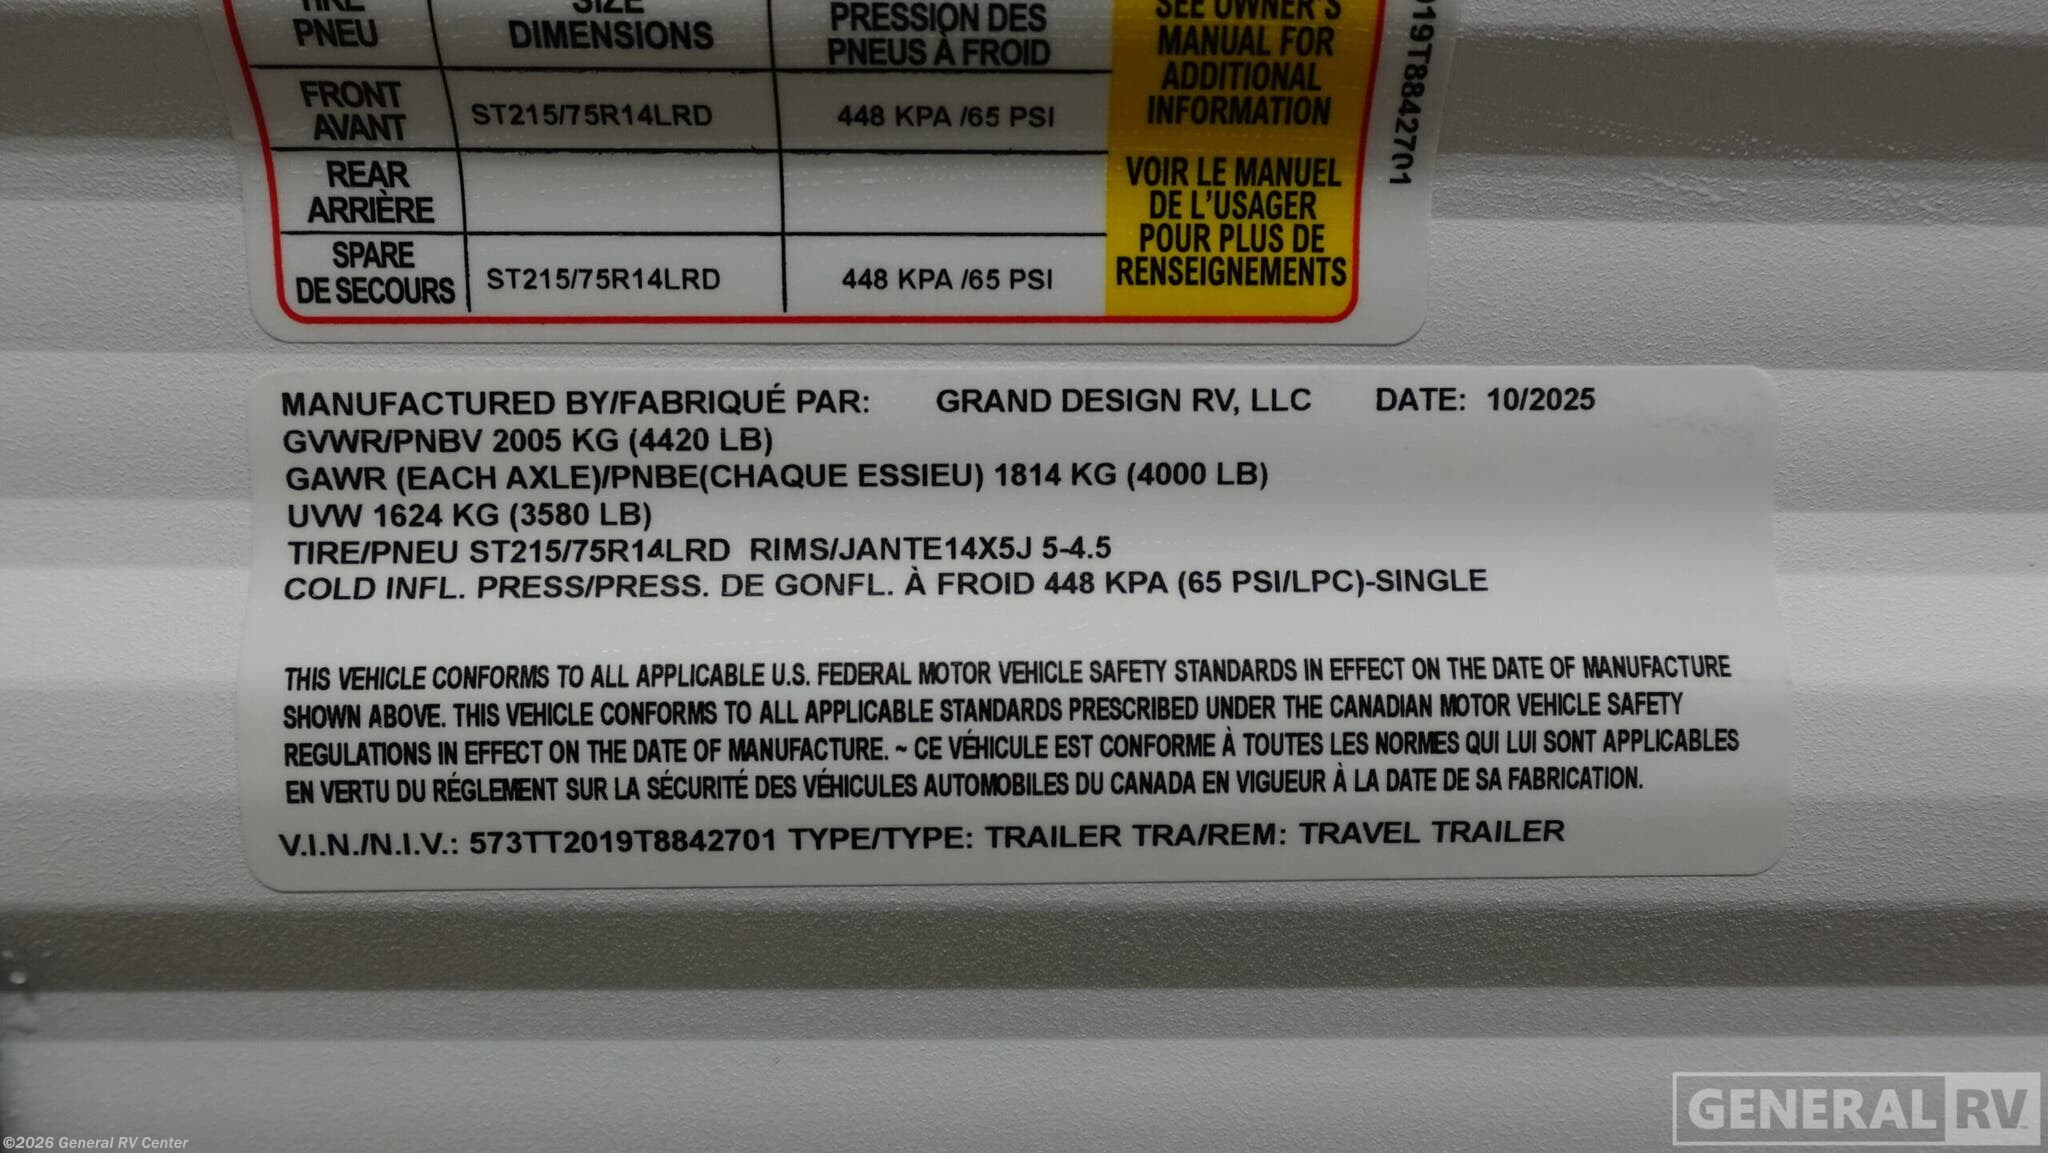 TIRE SIZE PRESSION DES
PNEU DIMENSIONS PNEUS À FROID
FRONT
AVANT ST215/75R14LRD 448 KPA /65 PSI
REAR
ARRIÈRE
SPARE
DE SECOURS ST215/75R14LRD 448 KPA /65 PSI
SEE OWNER'S
MANUAL FOR
ADDITIONAL
INFORMATION
VOIR LE MANUEL
DE L'USAGER
POUR PLUS DE
RENSEIGNEMENTS
019T8842701
MANUFACTURED BY/FABRIQUÉ PAR: GRAND DESIGN RV, LLC DATE: 10/2025
GVWR/PNBV 2005 KG (4420 LB)
GAWR (EACH AXLE)/PNBE(CHAQUE ESSIEU) 1814 KG (4000 LB)
UVW 1624 KG (3580 LB)
TIRE/PNEU ST215/75R14LRD RIMS/JANTE14X5J 5-4.5
COLD INFL. PRESS/PRESS. DE GONFL. À FROID 448 KPA (65 PSI/LPC)-SINGLE
THIS VEHICLE CONFORMS TO ALL APPLICABLE U.S. FEDERAL MOTOR VEHICLE SAFETY STANDARDS IN EFFECT ON THE DATE OF MANUFACTURE
SHOWN ABOVE. THIS VEHICLE CONFORMS TO ALL APPLICABLE STANDARDS PRESCRIBED UNDER THE CANADIAN MOTOR VEHICLE SAFETY
REGULATIONS IN EFFECT ON THE DATE OF MANUFACTURE. ~ CE VÉHICULE EST CONFORME À TOUTES LES NORMES QUI LUI SONT APPLICABLES
EN VERTU DU RÉGLEMENT SUR LA SÉCURITÉ DES VÉHICULES AUTOMOBILES DU CANADA EN VIGUEUR À LA DATE DE SA FABRICATION.
V.I.N./N.I.V.: 573TT2019T8842701 TYPE/TYPE: TRAILER TRA/REM: TRAVEL TRAILER
GENERAL RV
©2026 General RV Center